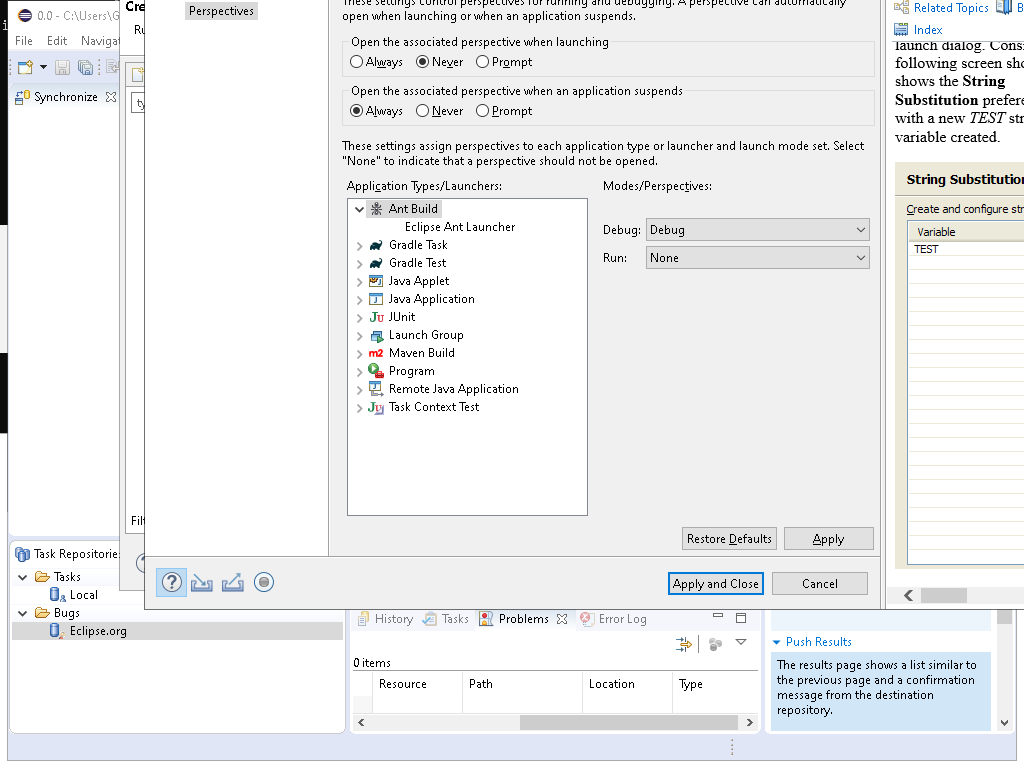 0.0 - C:\Users\G
File Edit Navigat
Synchronize
Cre
Ru
ty
Filt
Perspectives
These settings control perspectives for running and debugging. A perspective can automatically
open when launching or when an application suspends.
Open the associated perspective when launching
Always Never Prompt
Open the associated perspective when an application suspends
Always Never Prompt
These settings assign perspectives to each application type or launcher and launch mode set. Select
"None" to indicate that a perspective should not be opened.
Application Types/Launchers:
Modes/Perspectives:
Ant Build
Eclipse Ant Launcher
Gradle Task
Gradle Test
Java Applet
Java Application
JUnit
Launch Group
Maven Build
Program
Remote Java Application
Task Context Test
Debug: Debug
Run: None
Restore Defaults Apply
Apply and Close Cancel
Related Topics B
Index
launch dialog. Consi
following screen sho
shows the String
Substitution prefere
with a new TEST str
variable created.
String Substitution
Create and configure str
Variable
TEST
Task Repositorie
Tasks
Local
Bugs
Eclipse.org
History Tasks Problems Error Log
0 items
Resource Path Location Type
Push Results
The results page shows a list similar to
the previous page and a confirmation
message from the destination
repository.